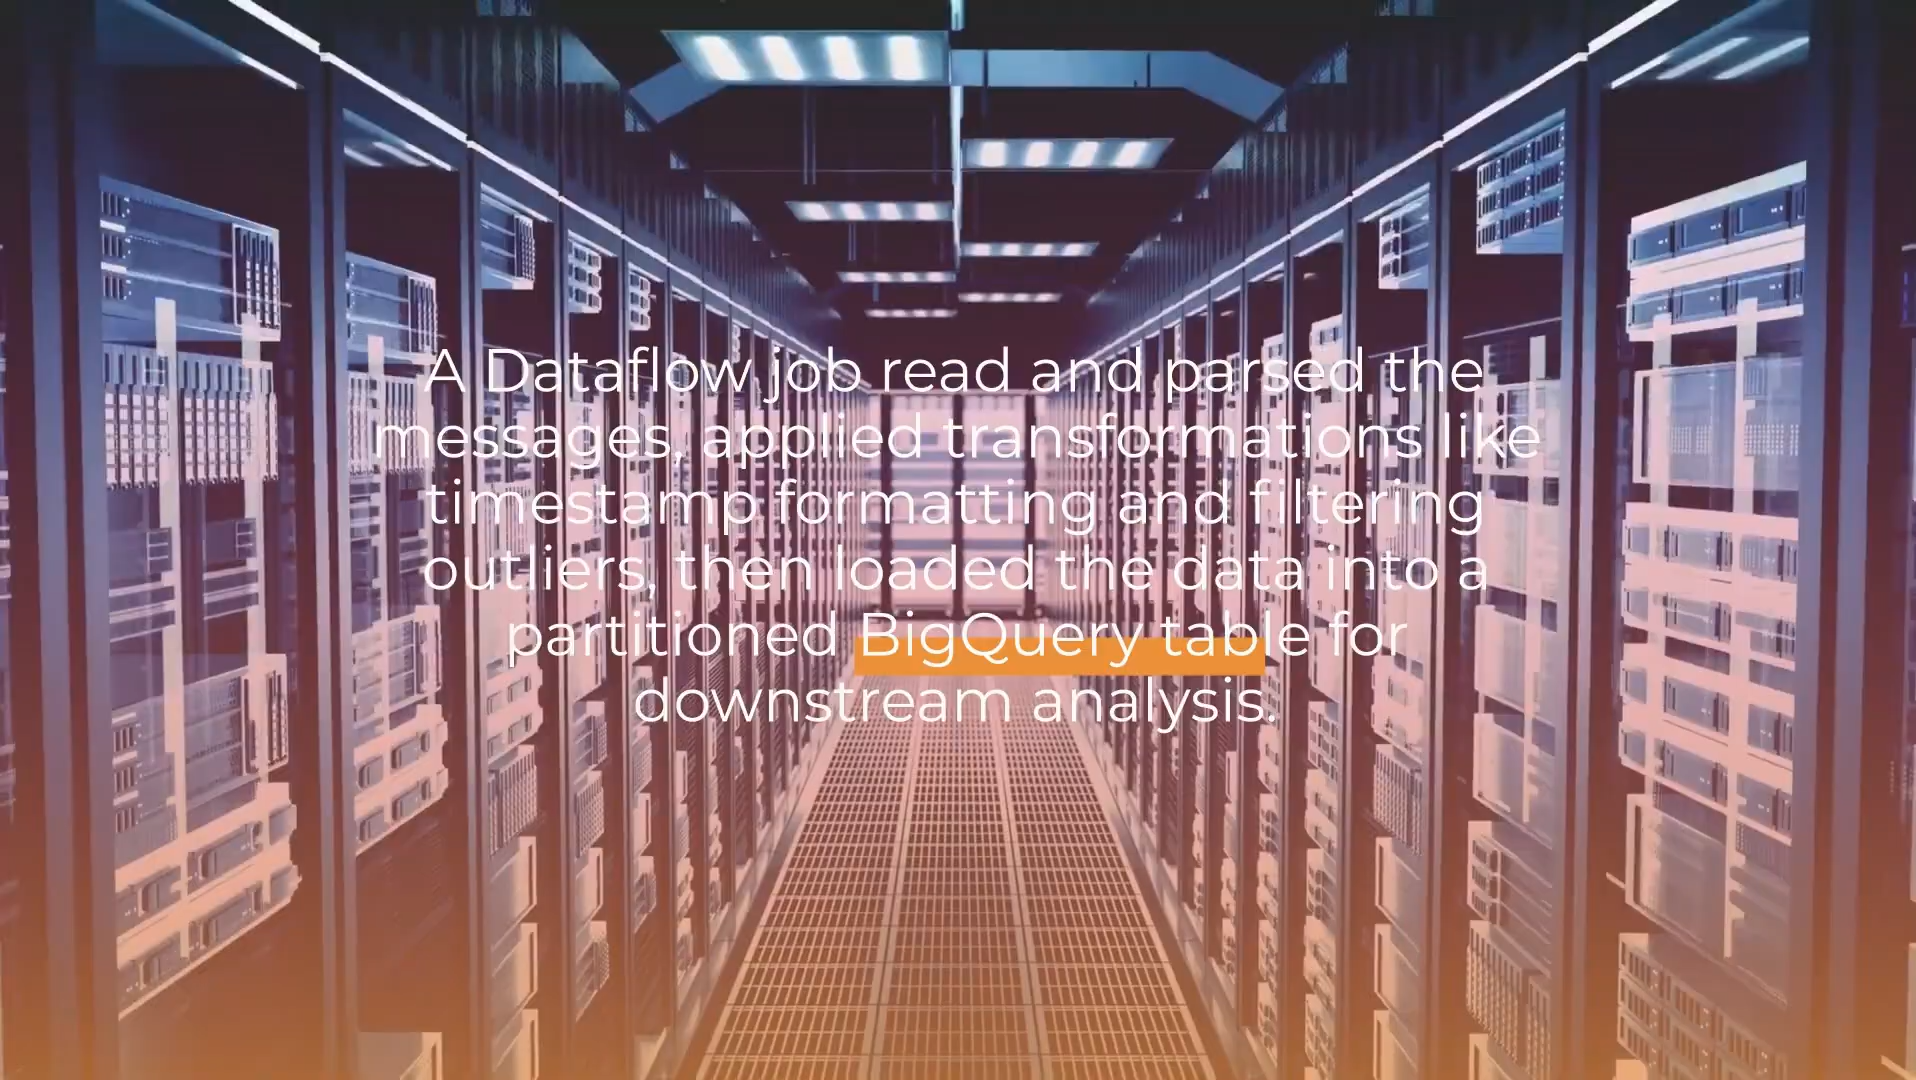 A Dataflow job read and parsed the
messages, applied transformations like
timestamp formatting and filtering
outliers, then loaded the data into a
partitioned BigQuery table for
downstream analysis.